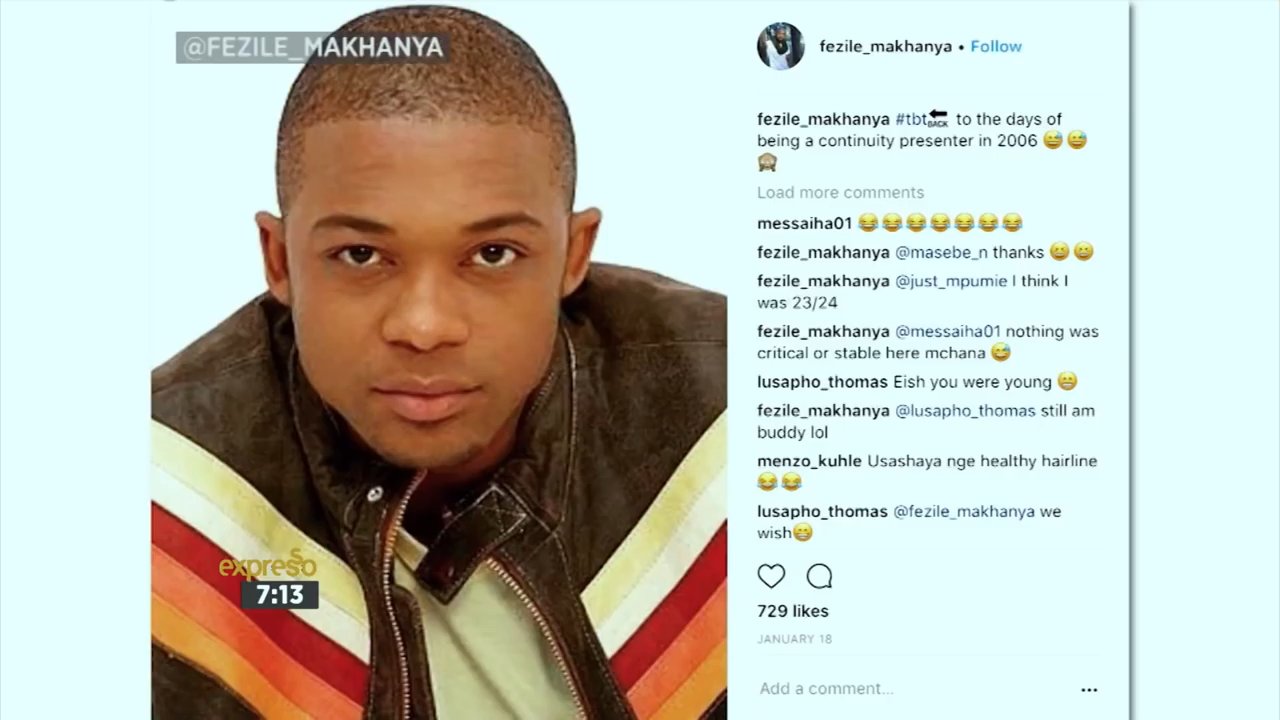 @FEZILE_MAKHANYA
expresso
7:13
fezile_makhanya • Follow
fezile_makhanya #tbt🔙 to the days of
being a continuity presenter in 2006 😅😅
🙈
Load more comments
messaiha01 😂😂😂😂😂😂😂
fezile_makhanya @masebe_n thanks 😄😄
fezile_makhanya @just_mpumie I think I
was 23/24
fezile_makhanya @messaiha01 nothing was
critical or stable here mchana 😅
lusapho_thomas Eish you were young 😁
fezile_makhanya @lusapho_thomas still am
buddy lol
menzo_kuhle Usashaya nge healthy hairline
😂😂
lusapho_thomas @fezile_makhanya we
wish😁
729 likes
JANUARY 18
Add a comment...